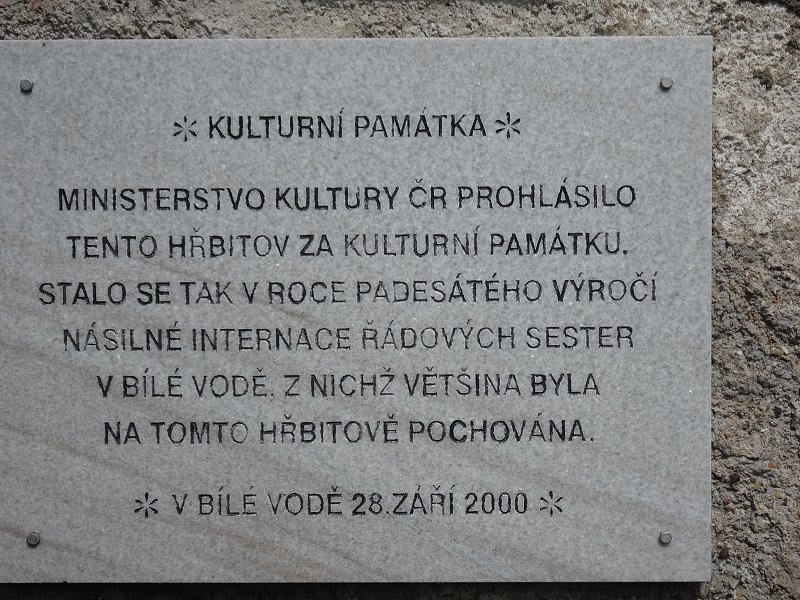 ✲ KULTURNÍ PAMÁTKA ✲
MINISTERSTVO KULTURY ČR PROHLÁSILO
TENTO HŘBITOV ZA KULTURNÍ PAMÁTKU.
STALO SE TAK V ROCE PADESÁTÉHO VÝROČÍ
NÁSILNÉ INTERNACE ŘÁDOVÝCH SESTER
V BÍLÉ VODĚ, Z NICHŽ VĚTŠINA BYLA
NA TOMTO HŘBITOVĚ POCHOVÁNA.
✲ V BÍLÉ VODĚ 28.ZÁŘÍ 2000 ✲